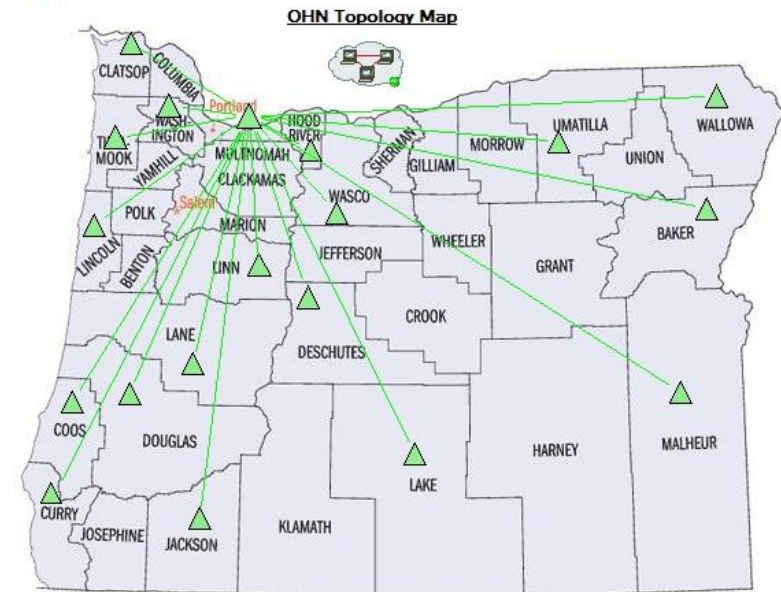 OHN Topology Map
CLATSOP
COLUMBIA
Portland
WASH-
INGTON
HOOD
RIVER
MOOK
MULTNOMAH
YAMHILL
CLACKAMAS
SHERMAN
GILLIAM
MORROW
UMATILLA
UNION
WALLOWA
WASCO
POLK
Salem
MARION
LINCOLN
BENTON
LINN
JEFFERSON
WHEELER
GRANT
BAKER
CROOK
LANE
DESCHUTES
COOS
DOUGLAS
HARNEY
MALHEUR
LAKE
CURRY
JOSEPHINE
JACKSON
KLAMATH